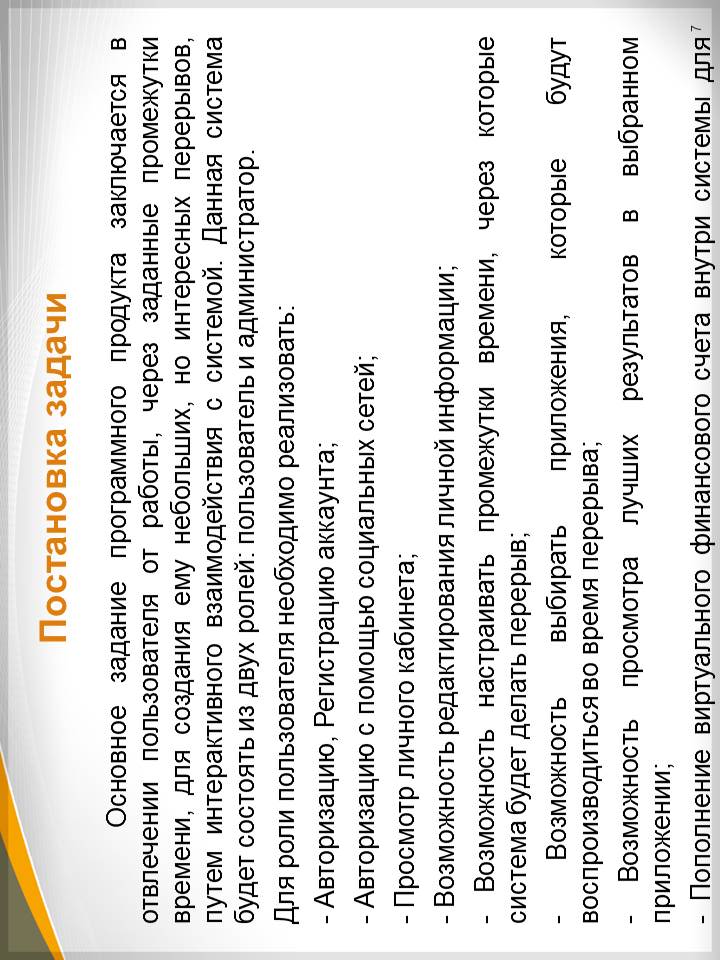 Постановка задачи
Основное задание программного продукта заключается в
отвлечении пользователя от работы, через заданные промежутки
времени, для создания ему небольших, но интересных перерывов,
путем интерактивного взаимодействия с системой. Данная система
будет состоять из двух ролей: пользователь и администратор.
Для роли пользователя необходимо реализовать:
- Авторизацию, Регистрацию аккаунта;
- Авторизацию с помощью социальных сетей;
- Просмотр личного кабинета;
- Возможность редактирования личной информации;
- Возможность настраивать промежутки времени, через которые
система будет делать перерыв;
- Возможность выбирать приложения, которые будут
воспроизводиться во время перерыва;
- Возможность просмотра лучших результатов в выбранном
приложении;
- Пополнение виртуального финансового счета внутри системы для
7